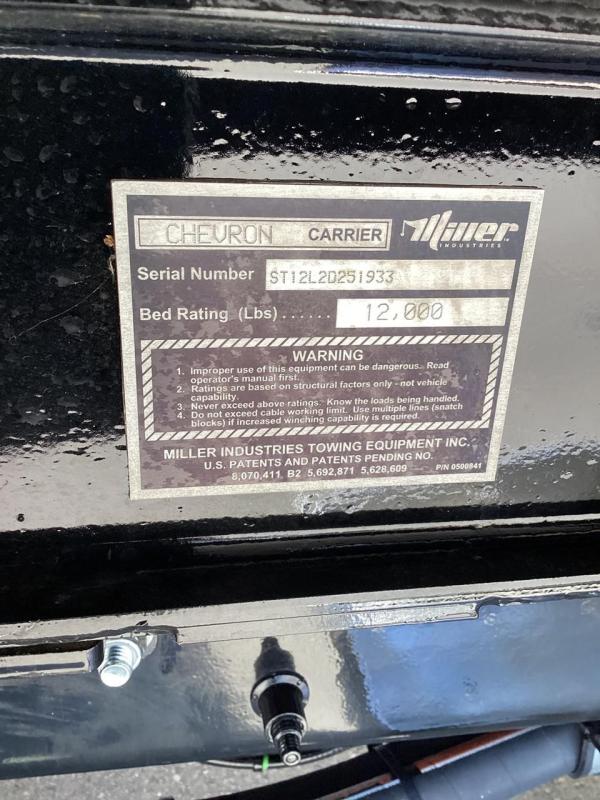 CHEVRON CARRIER Miller
INDUSTRIES™
Serial Number ST12L2D251933
Bed Rating (Lbs)...... 12,000
WARNING
1. Improper use of this equipment can be dangerous. Read
operator's manual first.
2. Ratings are based on structural factors only - not vehicle
capability.
3. Never exceed above ratings. Know the loads being handled.
4. Do not exceed cable working limit. Use multiple lines (snatch
blocks) if increased winching capability is required.
MILLER INDUSTRIES TOWING EQUIPMENT INC.
U.S. PATENTS AND PATENTS PENDING NO.
8,070,411 B2 5,692,871 5,628,609 P/N 0500841